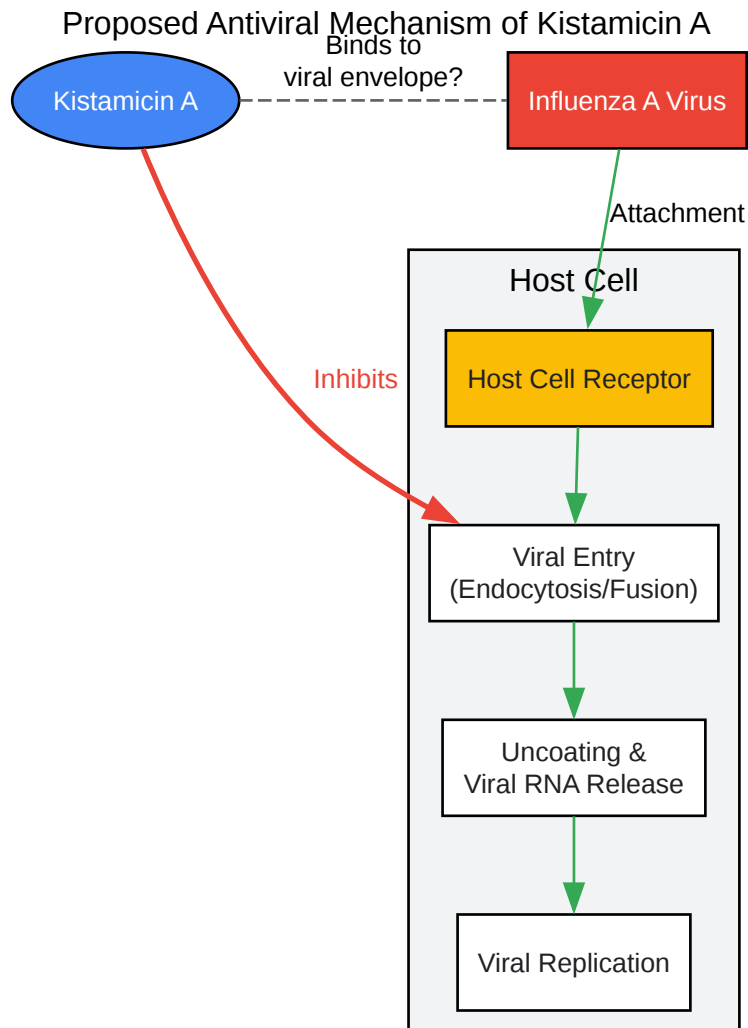 Proposed Antiviral Mechanism of Kistamicin A
Binds to
viral envelope?
Kistamicin A
Influenza A Virus
Attachment
Host Cell
Host Cell Receptor
Inhibits
Viral Entry
(Endocytosis/Fusion)
Uncoating &
Viral RNA Release
Viral Replication